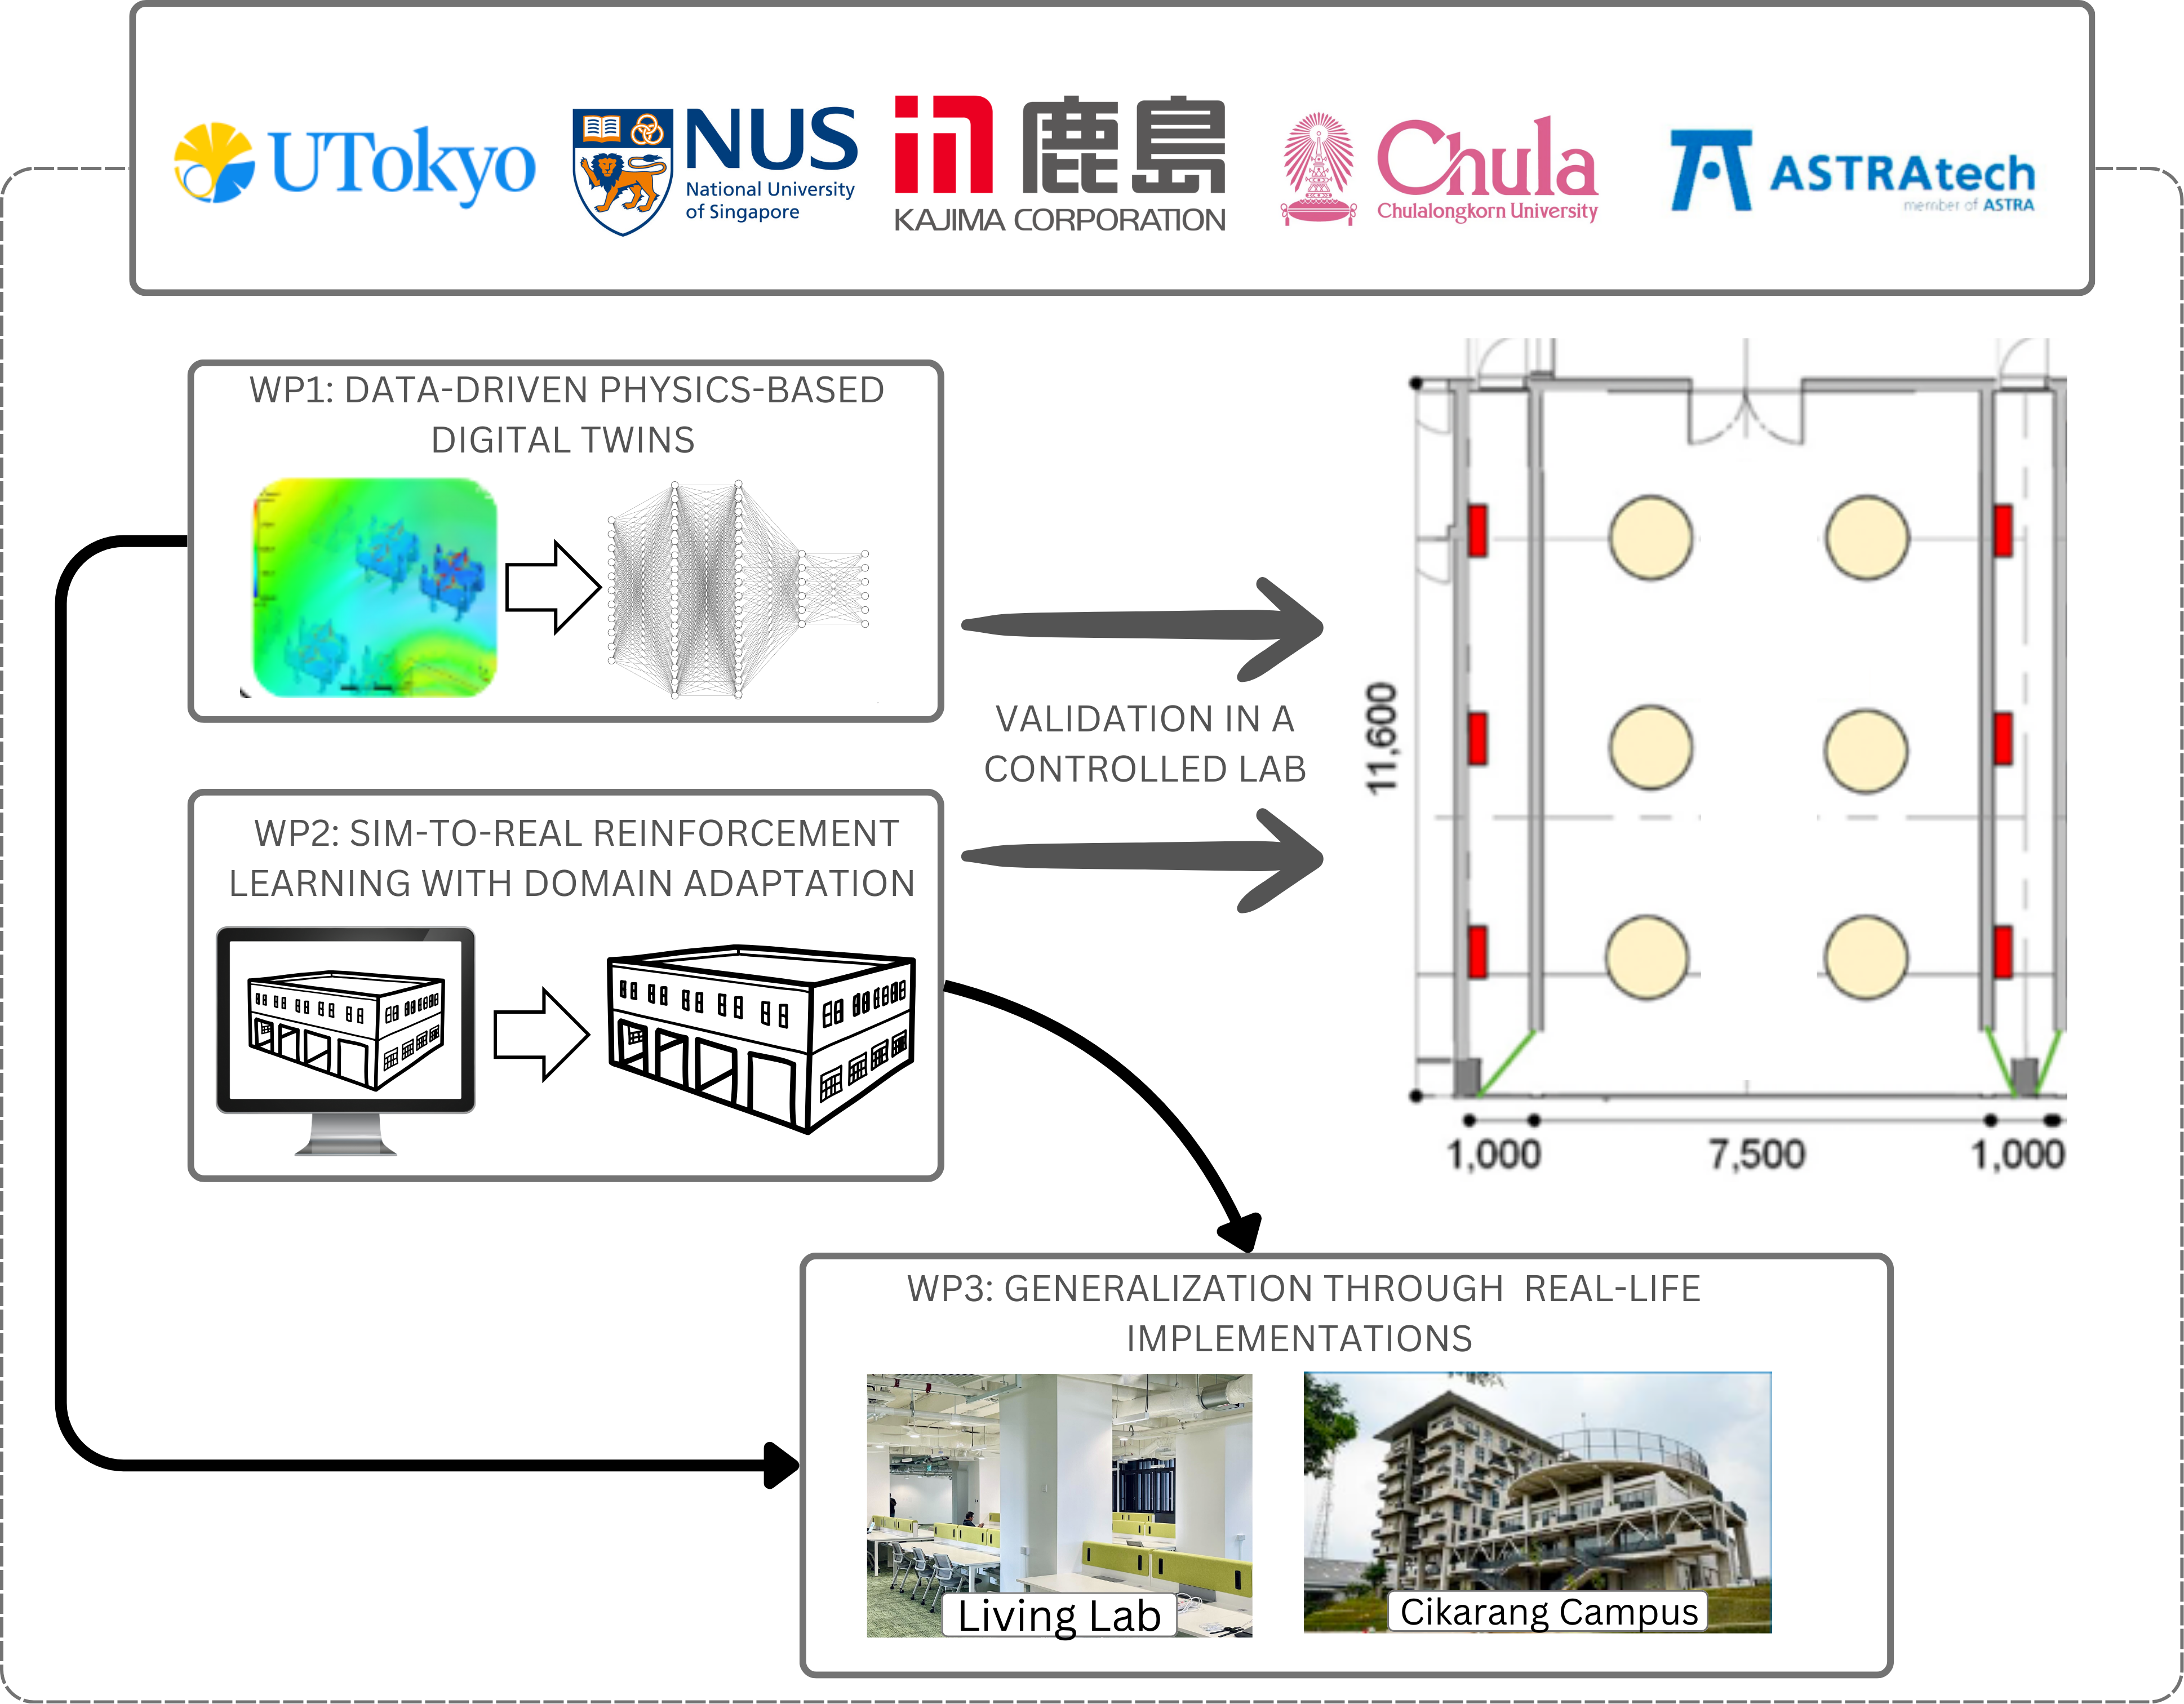 UTokyo
NUS
National University
of Singapore
鹿島
KAJIMA CORPORATION
Chula
Chulalongkorn University
ASTRAtech
member of ASTRA
WP1: DATA-DRIVEN PHYSICS-BASED
DIGITAL TWINS
VALIDATION IN A
CONTROLLED LAB
WP2: SIM-TO-REAL REINFORCEMENT
LEARNING WITH DOMAIN ADAPTATION
11,600
1,000
7,500
1,000
WP3: GENERALIZATION THROUGH REAL-LIFE
IMPLEMENTATIONS
Living Lab
Cikarang Campus